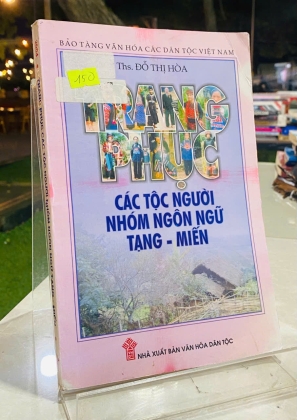 BẢO TÀNG VĂN HÓA CÁC DÂN TỘC VIỆT NAM
Ths. ĐỖ THỊ HÒA
150
TRANG
PHỤC
CÁC TỘC NGƯỜI
NHÓM NGÔN NGỮ
TẠNG - MIẾN
NHÀ XUẤT BẢN VĂN HÓA DÂN TỘC